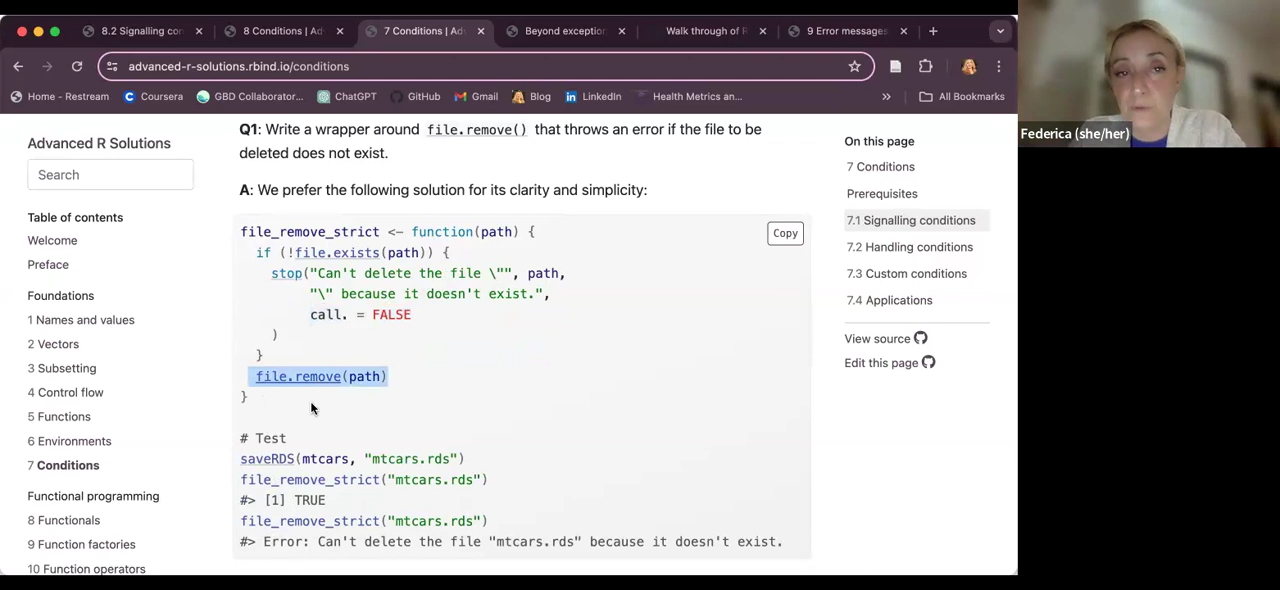 8.2 Signalling con
8 Conditions | Adv
7 Conditions | Adv
Beyond exception
Walk through of R
9 Error messages
advanced-r-solutions.rbind.io/conditions
Home - Restream
Coursera
GBD Collaborator...
ChatGPT
GitHub
Gmail
Blog
LinkedIn
Health Metrics an...
All Bookmarks
Advanced R Solutions
Search
Table of contents
Welcome
Preface
Foundations
1 Names and values
2 Vectors
3 Subsetting
4 Control flow
5 Functions
6 Environments
7 Conditions
Functional programming
8 Functionals
9 Function factories
10 Function operators
Q1: Write a wrapper around file.remove() that throws an error if the file to be
deleted does not exist.
A: We prefer the following solution for its clarity and simplicity:
Copy
file_remove_strict <- function(path) {
if (!file.exists(path)) {
stop("Can't delete the file \"", path,
"\" because it doesn't exist.",
call. = FALSE
)
}
file.remove(path)
}
# Test
saveRDS(mtcars, "mtcars.rds")
file_remove_strict("mtcars.rds")
#> [1] TRUE
file_remove_strict("mtcars.rds")
#> Error: Can't delete the file "mtcars.rds" because it doesn't exist.
On this page
7 Conditions
Prerequisites
7.1 Signalling conditions
7.2 Handling conditions
7.3 Custom conditions
7.4 Applications
View source
Edit this page
Federica (she/her)